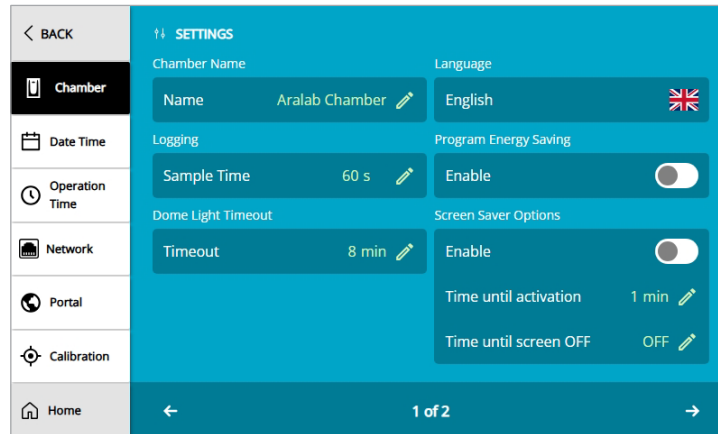 BACK
Chamber
Date Time
Operation
Time
Network
Portal
Calibration
Home
SETTINGS
Chamber Name
Name Aralab Chamber
Logging
Sample Time 60 s
Dome Light Timeout
Timeout 8 min
Language
English
Program Energy Saving
Enable
Screen Saver Options
Enable
Time until activation 1 min
Time until screen OFF OFF
1 of 2